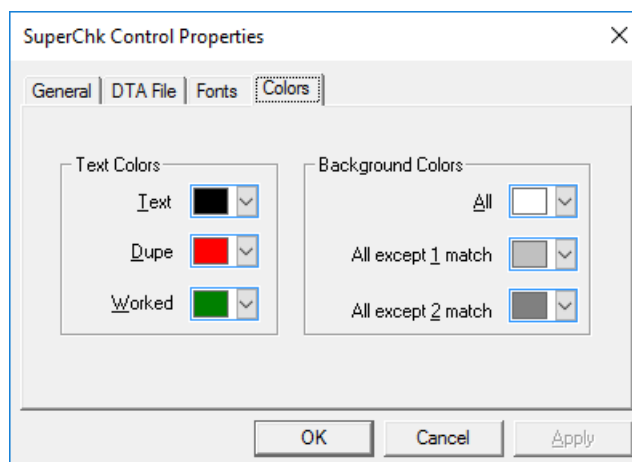 SuperChk Control Properties
General DTA File Fonts Colors
Text Colors
Text
Dupe
Worked
Background Colors
All
All except 1 match
All except 2 match
OK Cancel Apply